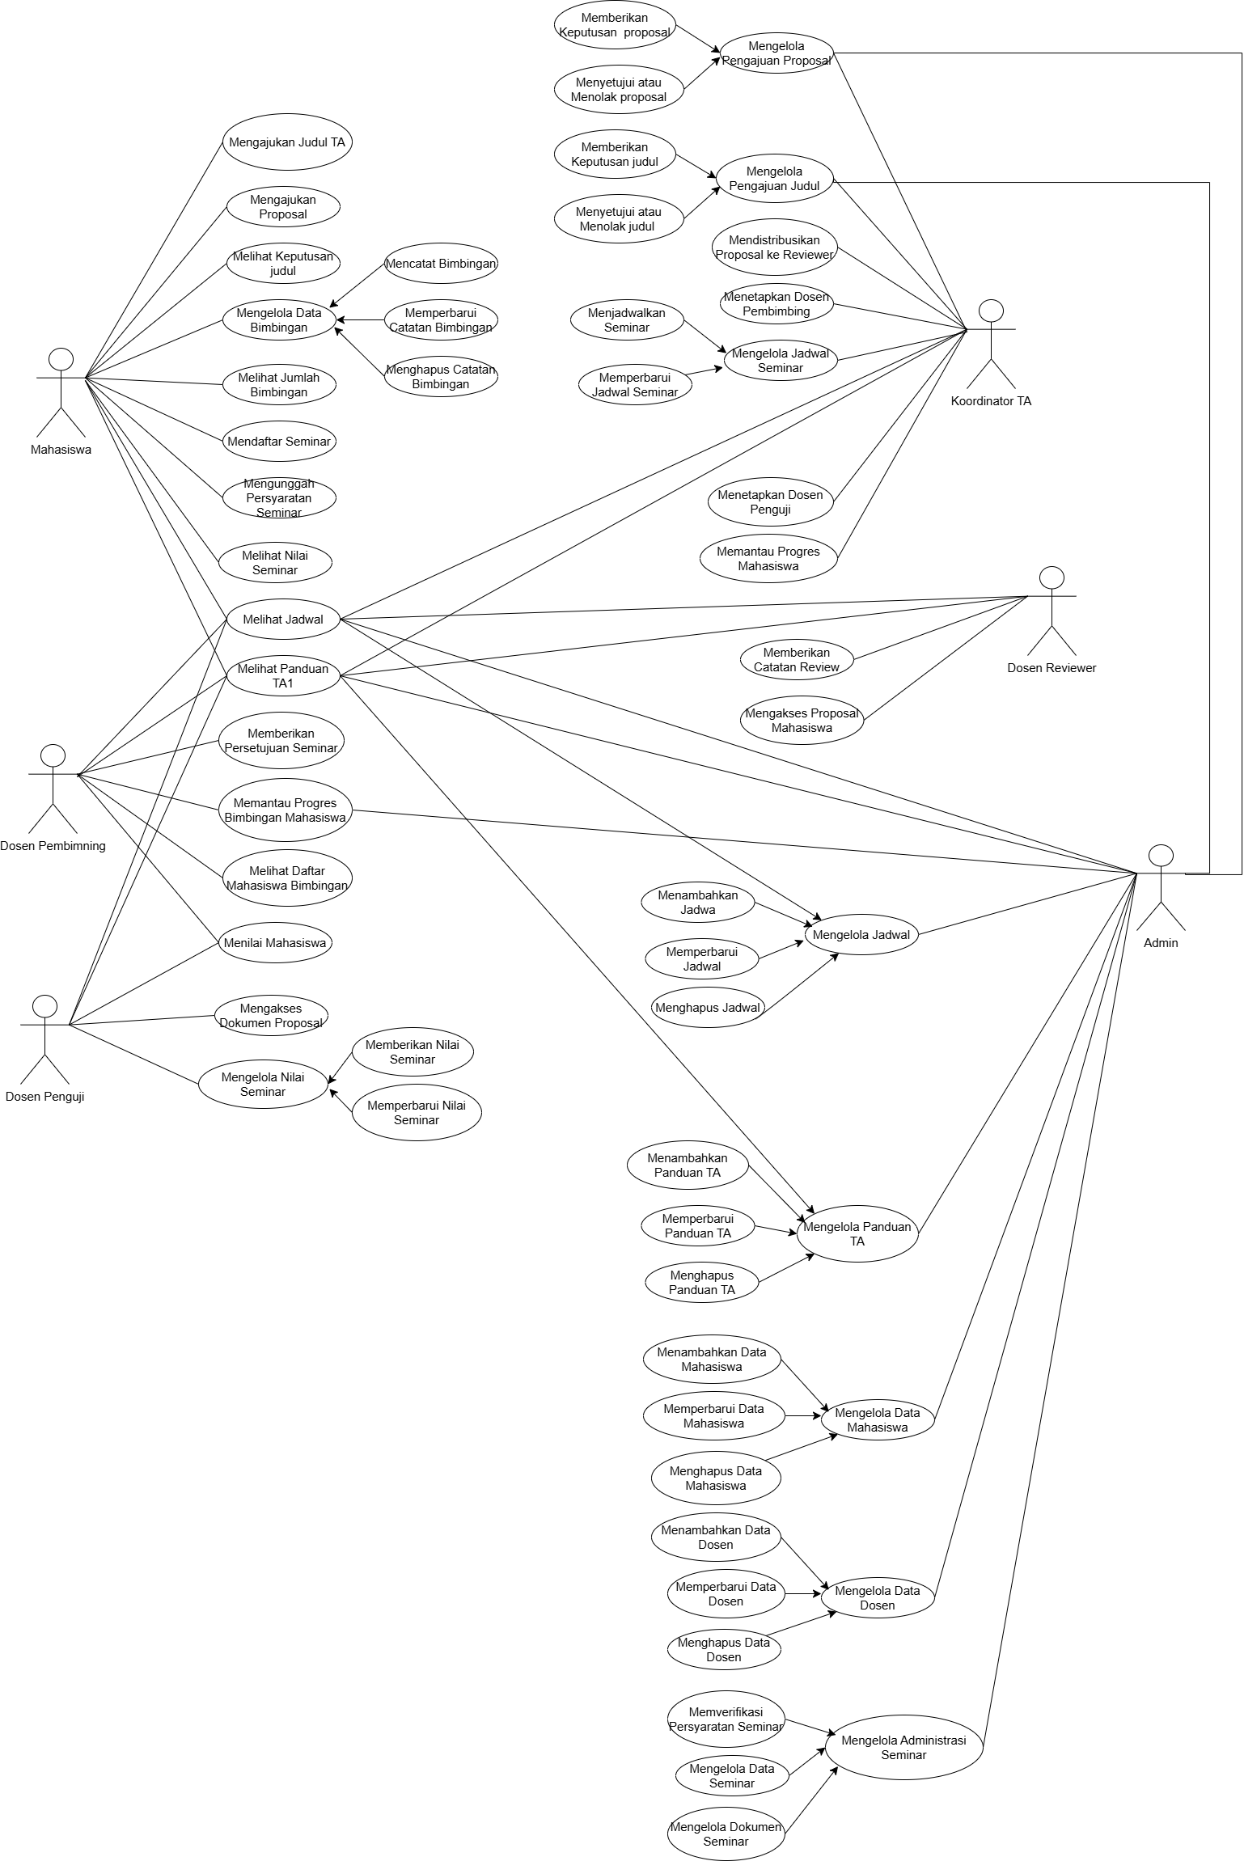 Memberikan
Keputusan proposal
Mengelola
Pengajuan Proposal
Menyetujui atau
Menolak proposal
Mengajukan Judul TA
Memberikan
Keputusan judul
Mengelola
Pengajuan Judul
Mengajukan
Proposal
Menyetujui atau
Menolak judul
Mendistribusikan
Proposal ke Reviewer
Melihat Keputusan
judul
Mencatat Bimbingan
Menetapkan Dosen
Pembimbing
Mengelola Data
Bimbingan
Memperbarui
Catatan Bimbingan
Menjadwalkan
Seminar
Mengelola Jadwal
Seminar
Menghapus Catatan
Bimbingan
Memperbarui
Jadwal Seminar
Koordinator TA
Melihat Jumlah
Bimbingan
Mahasiswa
Mendaftar Seminar
Mengunggah
Persyaratan
Seminar
Menetapkan Dosen
Penguji
Melihat Nilai
Seminar
Memantau Progres
Mahasiswa
Melihat Jadwal
Melihat Panduan
TA1
Memberikan
Catatan Review
Dosen Reviewer
Mengakses Proposal
Mahasiswa
Memberikan
Persetujuan Seminar
Memantau Progres
Bimbingan Mahasiswa
Dosen Pembimning
Melihat Daftar
Mahasiswa Bimbingan
Menambahkan
Jadwa
Mengelola Jadwal
Admin
Menilai Mahasiswa
Memperbarui
Jadwal
Menghapus Jadwal
Mengakses
Dokumen Proposal
Memberikan Nilai
Seminar
Mengelola Nilai
Seminar
Dosen Penguji
Memperbarui Nilai
Seminar
Menambahkan
Panduan TA
Memperbarui
Panduan TA
Mengelola Panduan
TA
Menghapus
Panduan TA
Menambahkan Data
Mahasiswa
Memperbarui Data
Mahasiswa
Mengelola Data
Mahasiswa
Menghapus Data
Mahasiswa
Menambahkan Data
Dosen
Memperbarui Data
Dosen
Mengelola Data
Dosen
Menghapus Data
Dosen
Memverifikasi
Persyaratan Seminar
Mengelola Administrasi
Seminar
Mengelola Data
Seminar
Mengelola Dokumen
Seminar